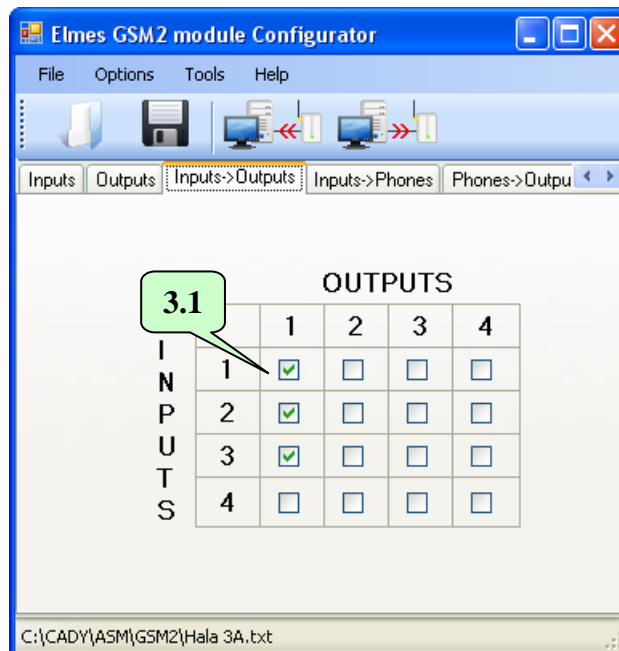 Elmes GSM2 module Configurator
File Options Tools Help
Inputs Outputs Inputs->Outputs Inputs->Phones Phones->Outpu
3.1
OUTPUTS
1 2 3 4
INPUTS
1
2
3
4
C:\CADY\ASM\GSM2\Hala 3A.txt